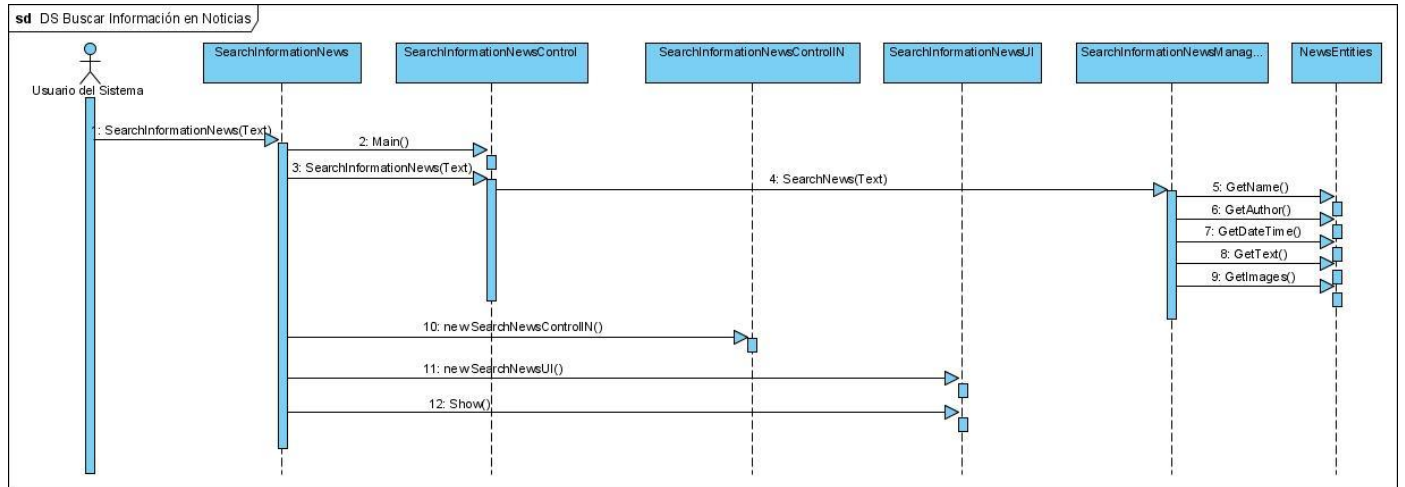 sd DS Buscar Información en Noticias
SearchInformationNews
SearchInformationNewsControl
SearchInformationNewsControlIN
SearchInformationNewsUI
SearchInformationNewsManag...
NewsEntities
Usuario del Sistema
1: SearchInformationNews(Text)
2: Main()
3: SearchInformationNews(Text)
4: SearchNews(Text)
5: GetName()
6: GetAuthor()
7: GetDateTime()
8: GetText()
9: GetImages()
10: newSearchNewsControlIN()
11: newSearchNewsUI()
12: Show()